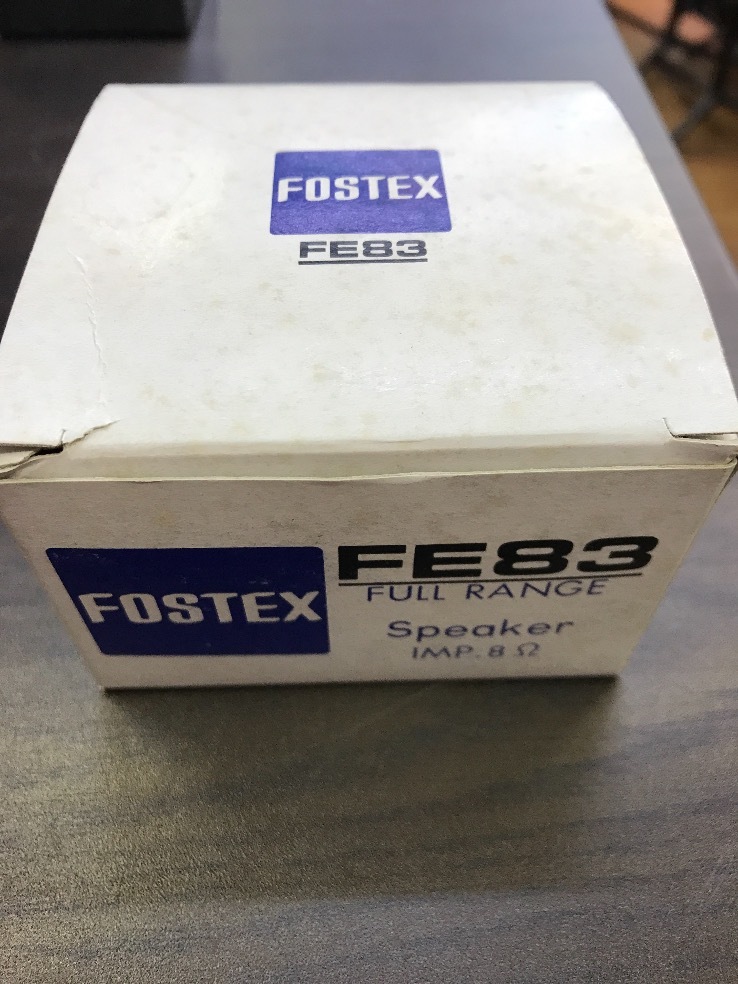 FOSTEX
FE83
FOSTEX
FE83
FULL RANGE
Speaker
IMP. 8 Ω